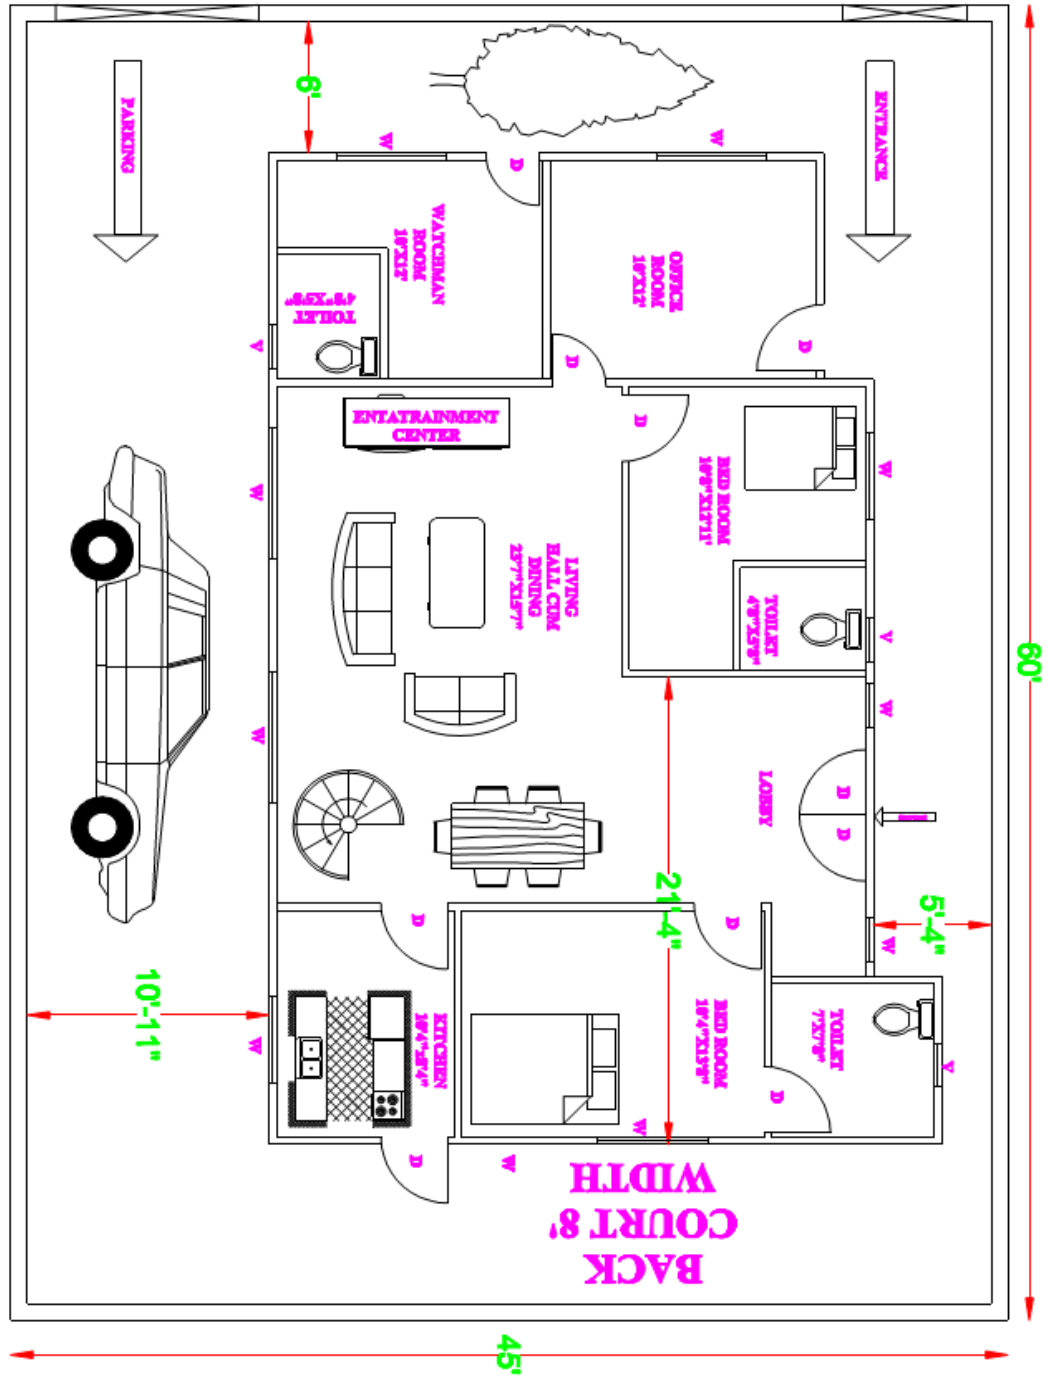 6'
PARKING
ENTRANCE
W
W
D
WATCHMAN
ROOM
10'X12'
OFFICE
ROOM
10'X12'
TOILET
V
D
D
ENTATRAINMENT
CENTER
D
W
W
BED ROOM
LIVING
HALL CUM
DINING
TOILET
V
60'
W
W
LOBBY
D
D
21'-4"
5'-4"
D
D
W
10'-11"
W
KITCHEN
BED ROOM
TOILET
7'X7'8"
V
D
W
D
W
BACK
COURT 8'
WIDTH
45'